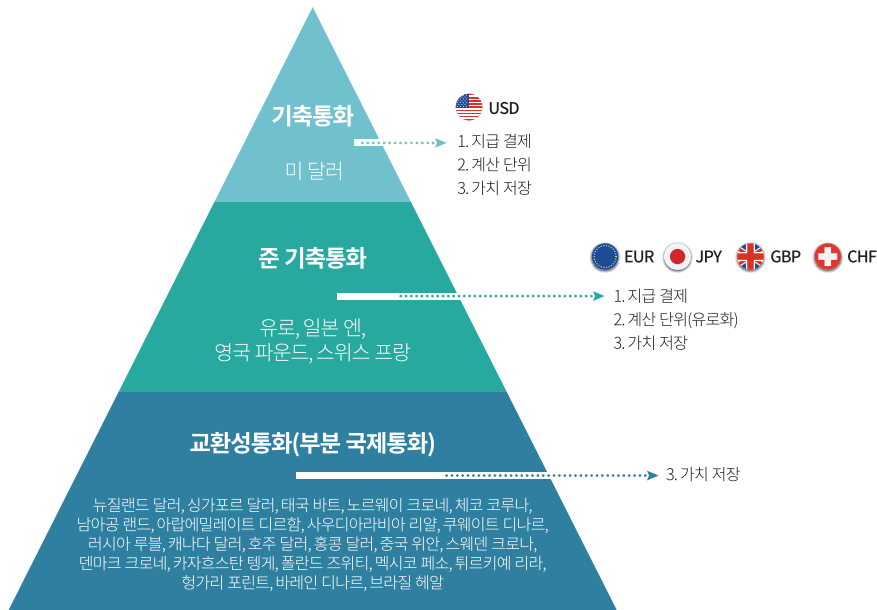 기축통화
미 달러
USD
1. 지급 결제
2. 계산 단위
3. 가치 저장
준 기축통화
유로, 일본 엔,
영국 파운드, 스위스 프랑
EUR JPY GBP CHF
1. 지급 결제
2. 계산 단위(유로화)
3. 가치 저장
교환성통화(부분 국제통화)
3. 가치 저장
뉴질랜드 달러, 싱가포르 달러, 태국 바트, 노르웨이 크로네, 체코 코루나,
남아공 랜드, 아랍에밀레이트 디르함, 사우디아라비아 리얄, 쿠웨이트 디나르,
러시아 루블, 캐나다 달러, 호주 달러, 홍콩 달러, 중국 위안, 스웨덴 크로나,
덴마크 크로네, 카자흐스탄 텡게, 폴란드 즈위티, 멕시코 페소, 튀르키예 리라,
헝가리 포린트, 바레인 디나르, 브라질 헤알